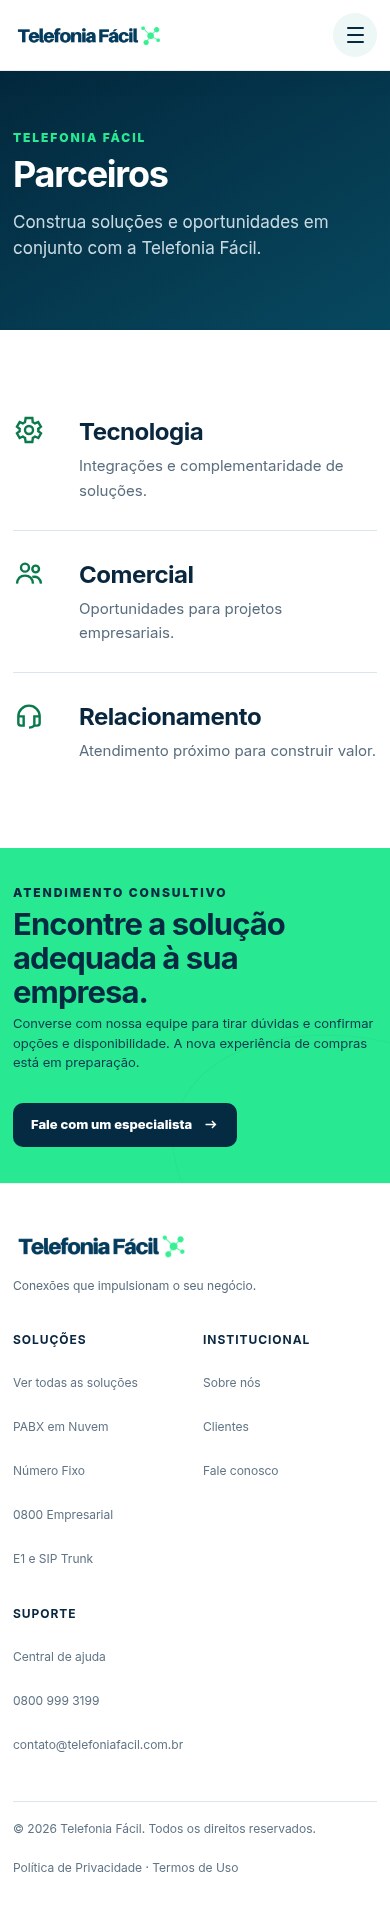 Telefonia Fácil
TELEFONIA FÁCIL
Parceiros
Construa soluções e oportunidades em
conjunto com a Telefonia Fácil.
Tecnologia
Integrações e complementaridade de
soluções.
Comercial
Oportunidades para projetos
empresariais.
Relacionamento
Atendimento próximo para construir valor.
ATENDIMENTO CONSULTIVO
Encontre a solução
adequada à sua
empresa.
Converse com nossa equipe para tirar dúvidas e confirmar
opções e disponibilidade. A nova experiência de compras
está em preparação.
Fale com um especialista →
Telefonia Fácil
Conexões que impulsionam o seu negócio.
SOLUÇÕES
Ver todas as soluções
PABX em Nuvem
Número Fixo
0800 Empresarial
E1 e SIP Trunk
INSTITUCIONAL
Sobre nós
Clientes
Fale conosco
SUPORTE
Central de ajuda
0800 999 3199
contato@telefoniafacil.com.br
© 2026 Telefonia Fácil. Todos os direitos reservados.
Política de Privacidade · Termos de Uso